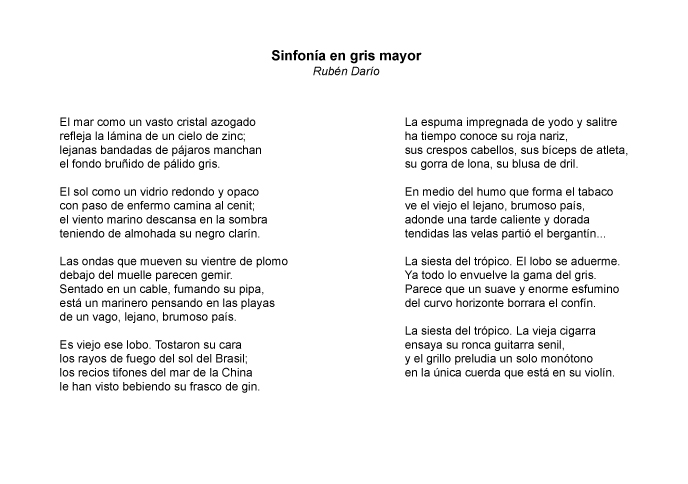 Sinfonía en gris mayor
Rubén Darío
El mar como un vasto cristal azogado
refleja la lámina de un cielo de zinc;
lejanas bandadas de pájaros manchan
el fondo bruñido de pálido gris.
El sol como un vidrio redondo y opaco
con paso de enfermo camina al cenit;
el viento marino descansa en la sombra
teniendo de almohada su negro clarín.
Las ondas que mueven su vientre de plomo
debajo del muelle parecen gemir.
Sentado en un cable, fumando su pipa,
está un marinero pensando en las playas
de un vago, lejano, brumoso país.
Es viejo ese lobo. Tostaron su cara
los rayos de fuego del sol del Brasil;
los recios tifones del mar de la China
le han visto bebiendo su frasco de gin.
La espuma impregnada de yodo y salitre
ha tiempo conoce su roja nariz,
sus crespos cabellos, sus bíceps de atleta,
su gorra de lona, su blusa de dril.
En medio del humo que forma el tabaco
ve el viejo el lejano, brumoso país,
adonde una tarde caliente y dorada
tendidas las velas partió el bergantín...
La siesta del trópico. El lobo se aduerme.
Ya todo lo envuelve la gama del gris.
Parece que un suave y enorme esfumino
del curvo horizonte borrara el confín.
La siesta del trópico. La vieja cigarra
ensaya su ronca guitarra senil,
y el grillo preludia un solo monótono
en la única cuerda que está en su violín.